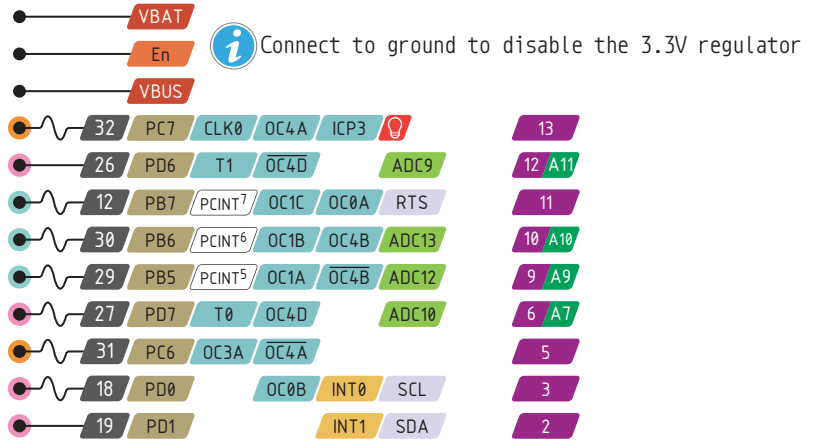 VBAT
En Connect to ground to disable the 3.3V regulator
VBUS
32 PC7 CLK0 OC4A ICP3 13
26 PD6 T1 O̅C̅4̅D̅ ADC9 12 A11
12 PB7 PCINT⁷ OC1C OC0A RTS 11
30 PB6 PCINT⁶ OC1B OC4B ADC13 10 A10
29 PB5 PCINT⁵ OC1A O̅C̅4̅B̅ ADC12 9 A9
27 PD7 T0 OC4D ADC10 6 A7
31 PC6 OC3A O̅C̅4̅A̅ 5
18 PD0 OC0B INT0 SCL 3
19 PD1 INT1 SDA 2